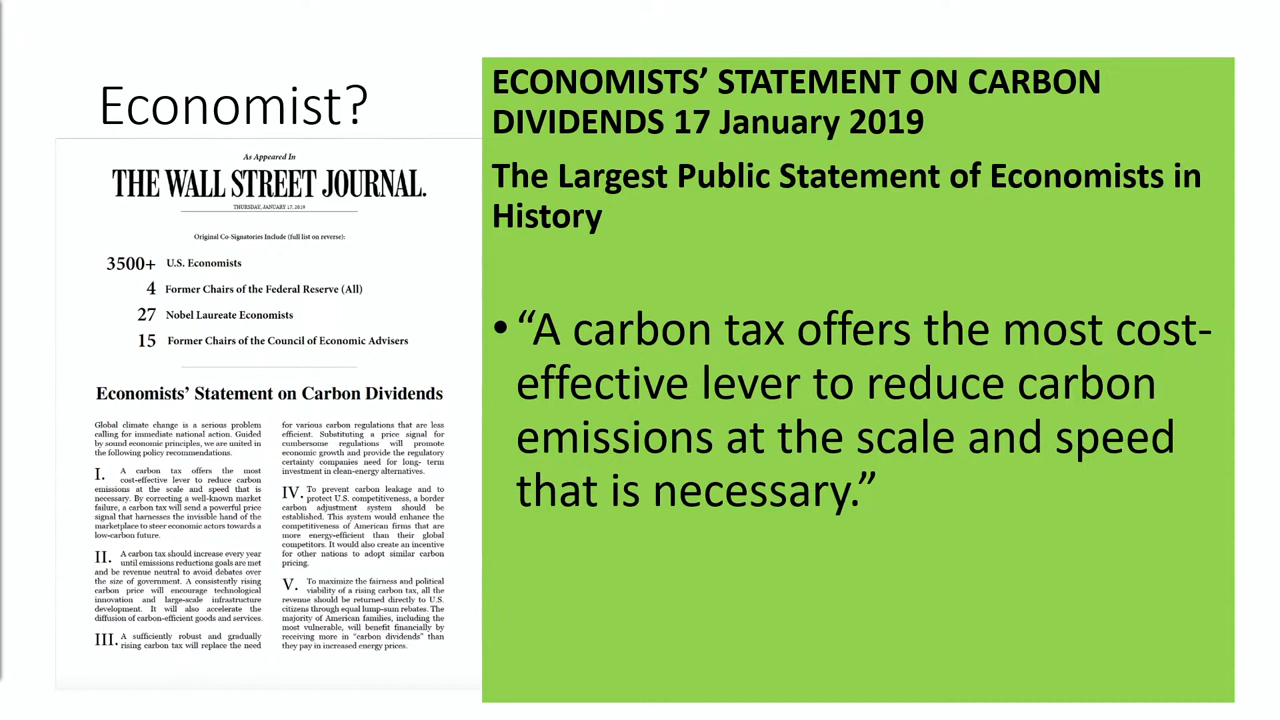 Economist?
As Appeared In
THE WALL STREET JOURNAL.
THURSDAY, JANUARY 17, 2019
Original Co-Signatories Include (full list on reverse):
3500+ U.S. Economists
4 Former Chairs of the Federal Reserve (All)
27 Nobel Laureate Economists
15 Former Chairs of the Council of Economic Advisers
Economists’ Statement on Carbon Dividends
Global climate change is a serious problem
calling for immediate national action. Guided
by sound economic principles, we are united in
the following policy recommendations.
I. A carbon tax offers the most
cost-effective lever to reduce carbon
emissions at the scale and speed that is
necessary. By correcting a well-known market
failure, a carbon tax will send a powerful price
signal that harnesses the invisible hand of the
marketplace to steer economic actors towards a
low-carbon future.
II. A carbon tax should increase every year
until emissions reductions goals are met
and be revenue neutral to avoid debates over
the size of government. A consistently rising
carbon price will encourage technological
innovation and large-scale infrastructure
development. It will also accelerate the
diffusion of carbon-efficient goods and services.
III. A sufficiently robust and gradually
rising carbon tax will replace the need
for various carbon regulations that are less
efficient. Substituting a price signal for
cumbersome regulations will promote
economic growth and provide the regulatory
certainty companies need for long- term
investment in clean-energy alternatives.
IV. To prevent carbon leakage and to
protect U.S. competitiveness, a border
carbon adjustment system should be
established. This system would enhance the
competitiveness of American firms that are
more energy-efficient than their global
competitors. It would also create an incentive
for other nations to adopt similar carbon
pricing.
V. To maximize the fairness and political
viability of a rising carbon tax, all the
revenue should be returned directly to U.S.
citizens through equal lump-sum rebates. The
majority of American families, including the
most vulnerable, will benefit financially by
receiving more in “carbon dividends” than
they pay in increased energy prices.
ECONOMISTS’ STATEMENT ON CARBON
DIVIDENDS 17 January 2019
The Largest Public Statement of Economists in
History
• “A carbon tax offers the most cost-
effective lever to reduce carbon
emissions at the scale and speed
that is necessary.”